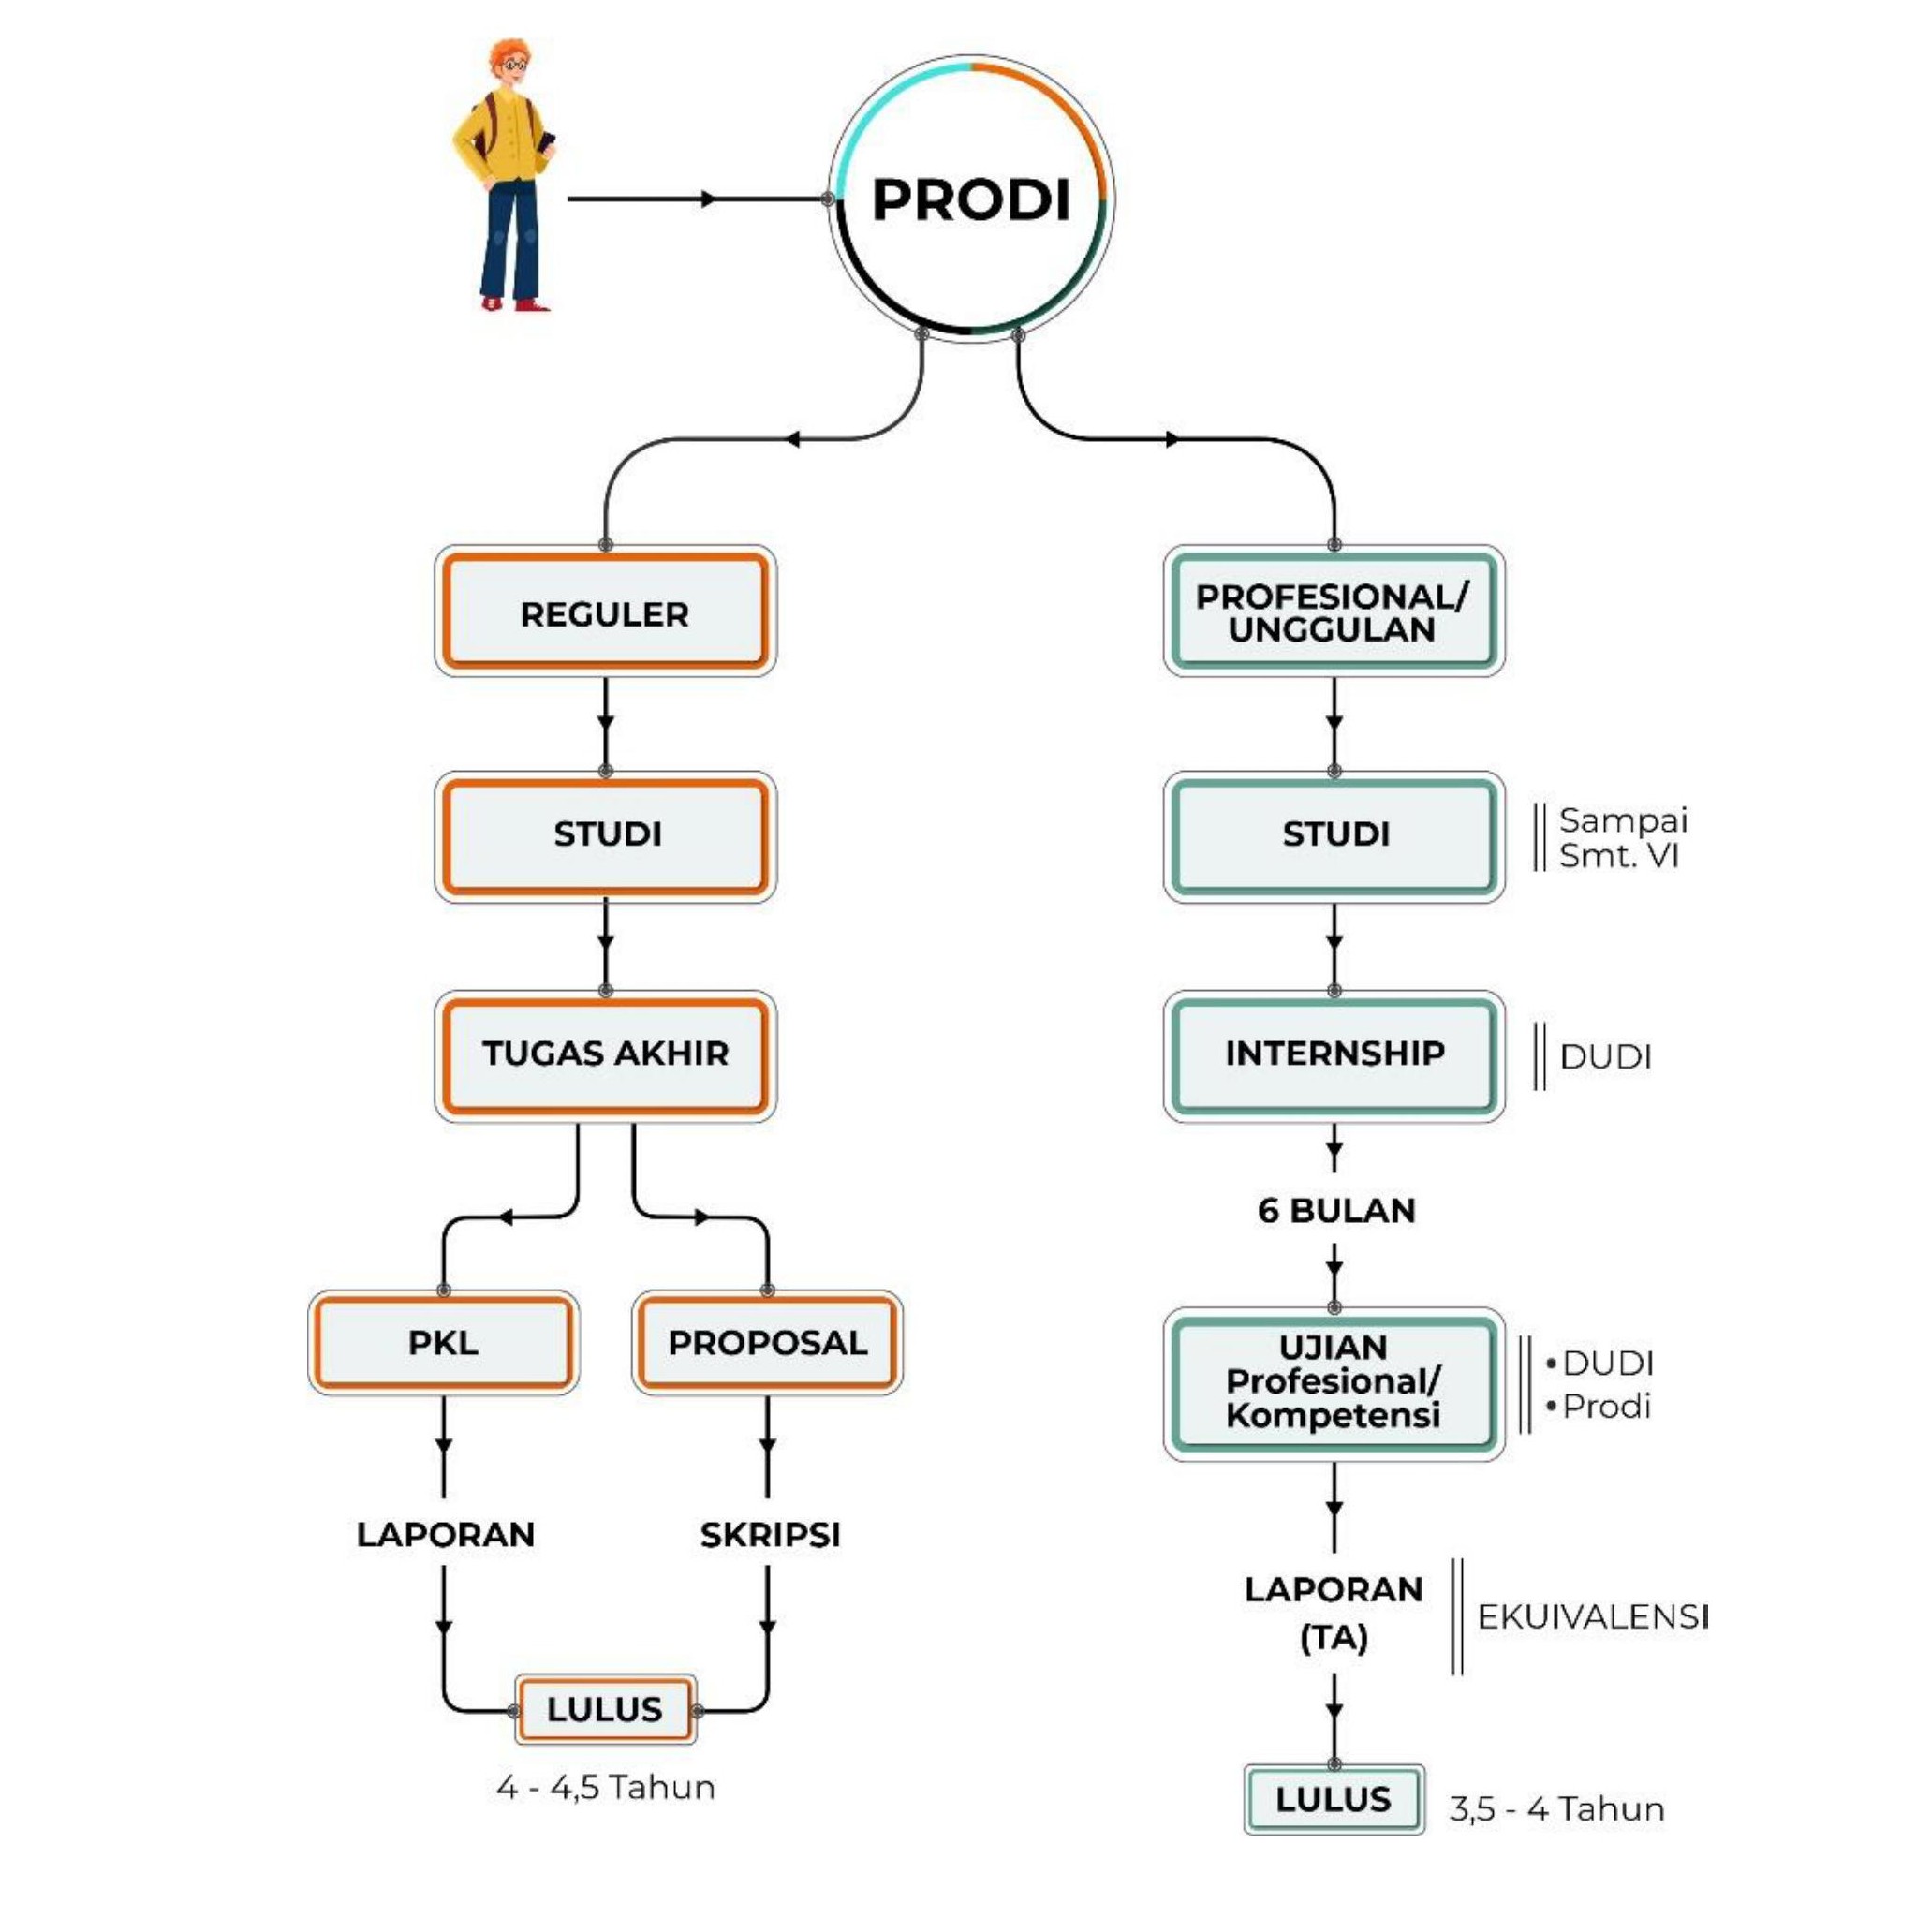 PRODI
REGULER
STUDI
TUGAS AKHIR
PKL
PROPOSAL
LAPORAN
SKRIPSI
LULUS
4 - 4,5 Tahun
PROFESIONAL/
UNGGULAN
STUDI
Sampai
Smt. VI
INTERNSHIP
DUDI
6 BULAN
UJIAN
Profesional/
Kompetensi
• DUDI
• Prodi
LAPORAN
(TA)
EKUIVALENSI
LULUS
3,5 - 4 Tahun